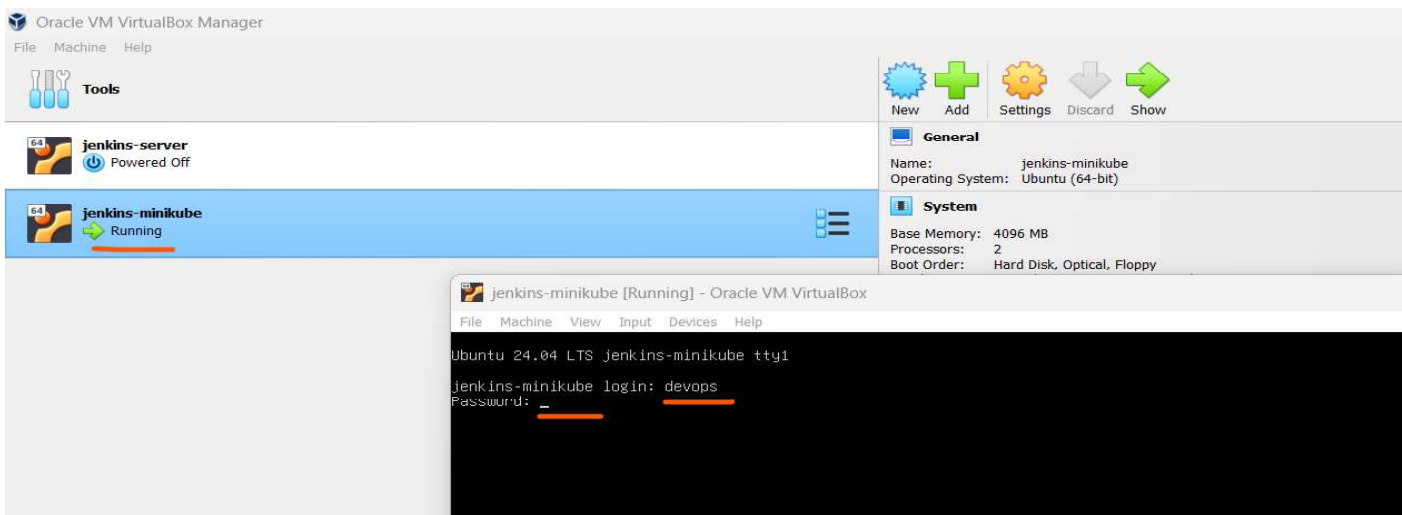 Oracle VM VirtualBox Manager
File Machine Help
Tools
New Add Settings Discard Show
64
jenkins-server
Powered Off
64
jenkins-minikube
Running
General
Name: jenkins-minikube
Operating System: Ubuntu (64-bit)
System
Base Memory: 4096 MB
Processors: 2
Boot Order: Hard Disk, Optical, Floppy
jenkins-minikube [Running] - Oracle VM VirtualBox
File Machine View Input Devices Help
Ubuntu 24.04 LTS jenkins-minikube tty1
jenkins-minikube login: devops
Password: _